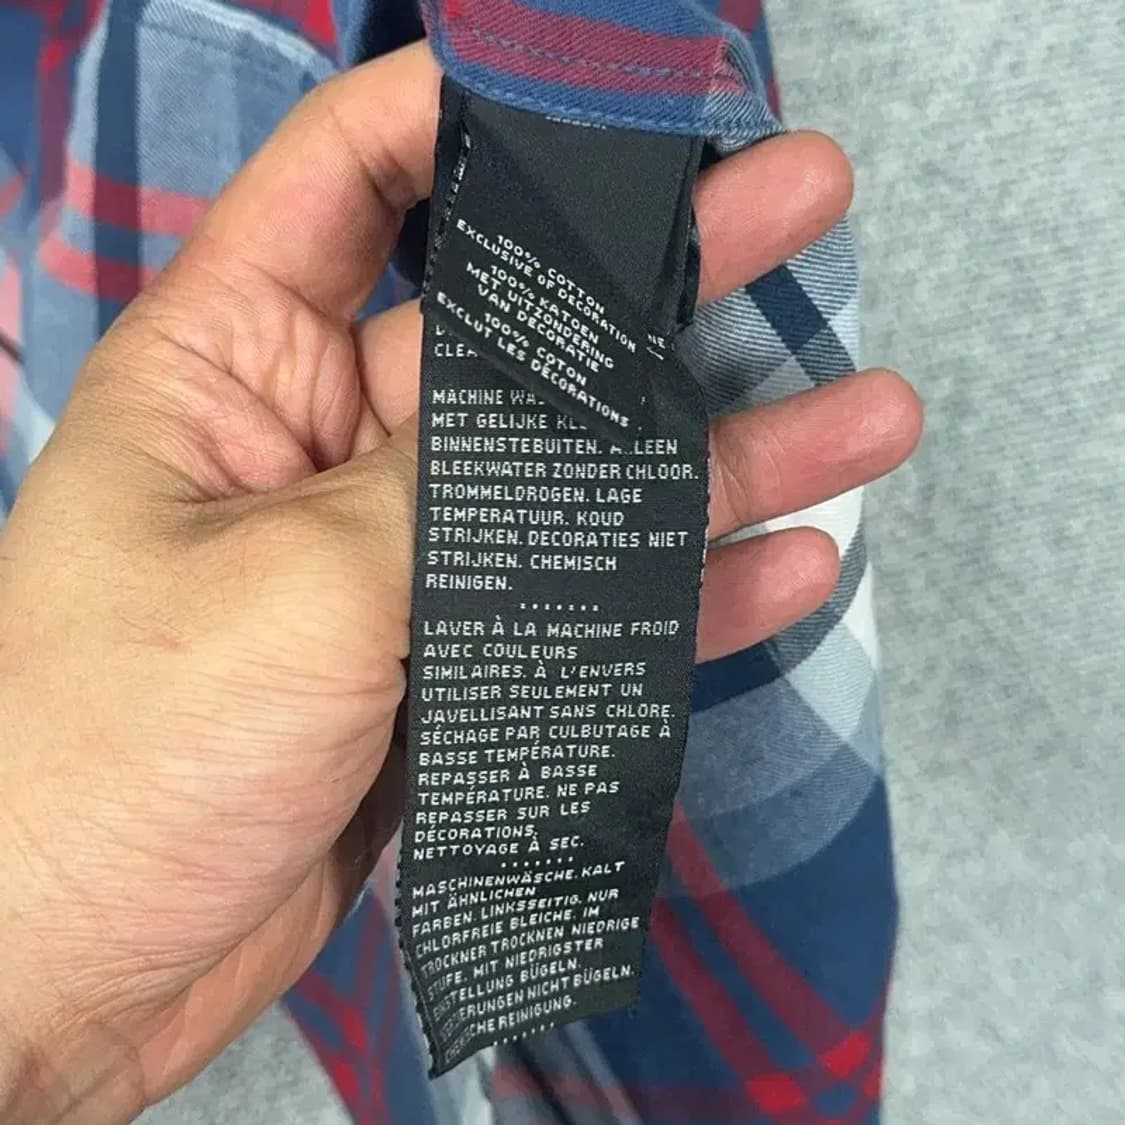 100% COTTON
EXCLUSIVE OF DECORATION
100% KATOEN
MET UITZONDERING
VAN DECORATIE
100% COTON
EXCLUT LES DÉCORATIONS
MACHINE
MET GELIJKE
BINNENSTEBUITEN.
BLEEKWATER ZONDER CHLOOR.
TROMMELDROGEN. LAGE
TEMPERATUUR. KOUD
STRIJKEN. DECORATIES NIET
STRIJKEN. CHEMISCH
REINIGEN.
LAVER À LA MACHINE FROID
AVEC COULEURS
SIMILAIRES. À L'ENVERS
UTILISER SEULEMENT UN
JAVELLISANT SANS CHLORE.
SÉCHAGE PAR CULBUTAGE À
BASSE TEMPÉRATURE.
REPASSER À BASSE
TEMPÉRATURE. NE PAS
REPASSER SUR LES
DÉCORATIONS.
NETTOYAGE À SEC.
MASCHINENWÄSCHE. KALT
MIT ÄHNLICHEN
FARBEN. LINKSSEITIG. NUR
CHLORFREIE BLEICHE. IM
TROCKNER TROCKNEN NIEDRIGE
STUFE. MIT NIEDRIGSTER
EINSTELLUNG BÜGELN.
NICHT BÜGELN.
REINIGUNG.